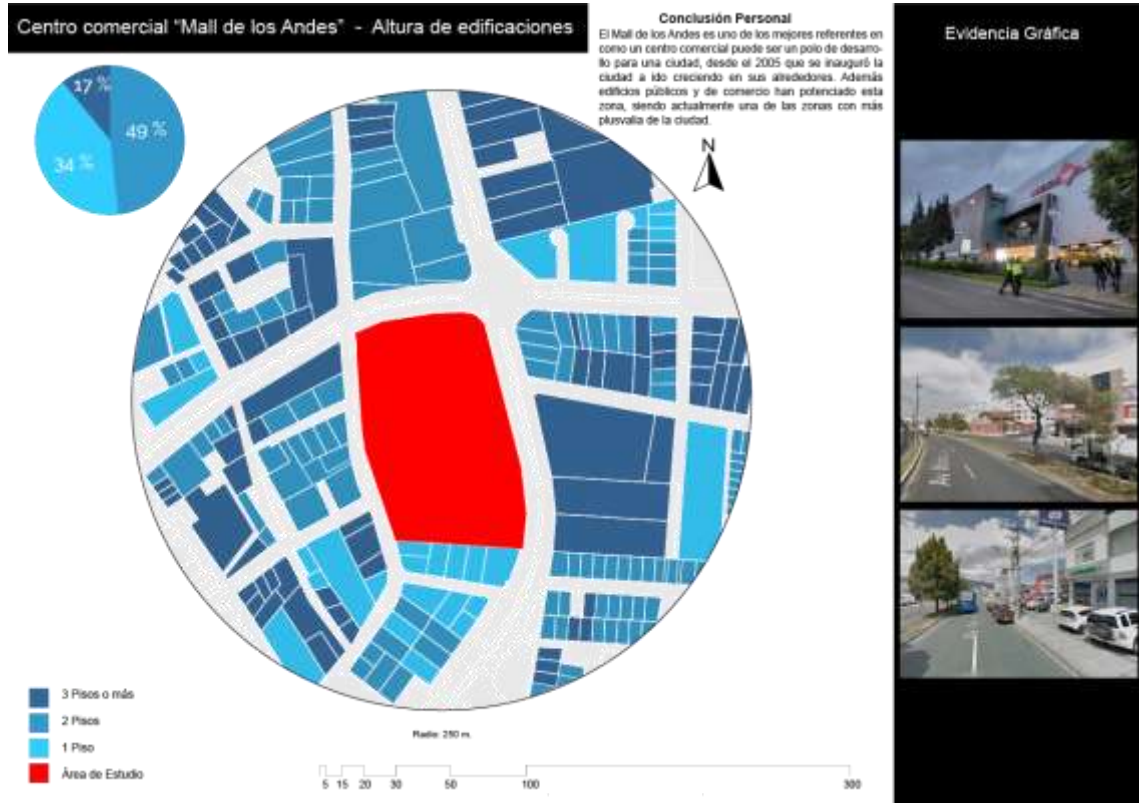 Centro comercial "Mall de los Andes" - Altura de edificaciones
17 %
49 %
34 %
Conclusión Personal
El Mall de los Andes es uno de los mejores referentes en
como un centro comercial puede ser un polo de desarro-
llo para una ciudad, desde el 2005 que se inauguró la
ciudad a ido creciendo en sus alrededores. Además
edificios públicos y de comercio han potenciado esta
zona, siendo actualmente una de las zonas con más
plusvalía de la ciudad.
N
Evidencia Gráfica
3 Pisos o más
2 Pisos
1 Piso
Área de Estudio
Radio: 250 m.
5 15 20 30 50 100 300